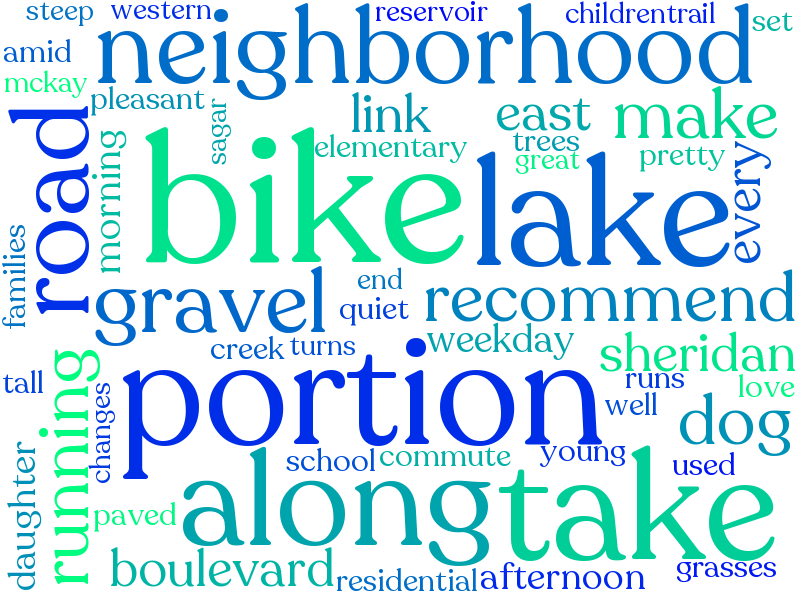 steep western reservoir childrentrail set
neighborhood
amid
mckay
pleasant
sagar
link east make
elementary trees
great pretty
road morning bike lake every
families
gravel end recommend
quiet
creek turns weekday sheridan
tall running changes portion runs love
well dog
daughter school commute young used
paved along take
boulevard residential afternoon grasses